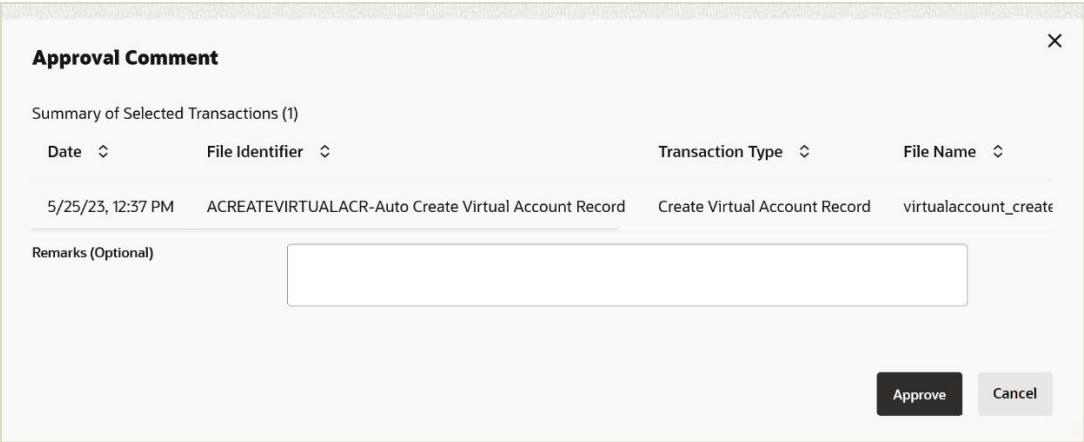 Approval Comment
Summary of Selected Transactions (1)
Date File Identifier Transaction Type File Name
5/25/23, 12:37 PM ACREATEVIRTUALACR-Auto Create Virtual Account Record Create Virtual Account Record virtualaccount_create
Remarks (Optional)
Approve Cancel